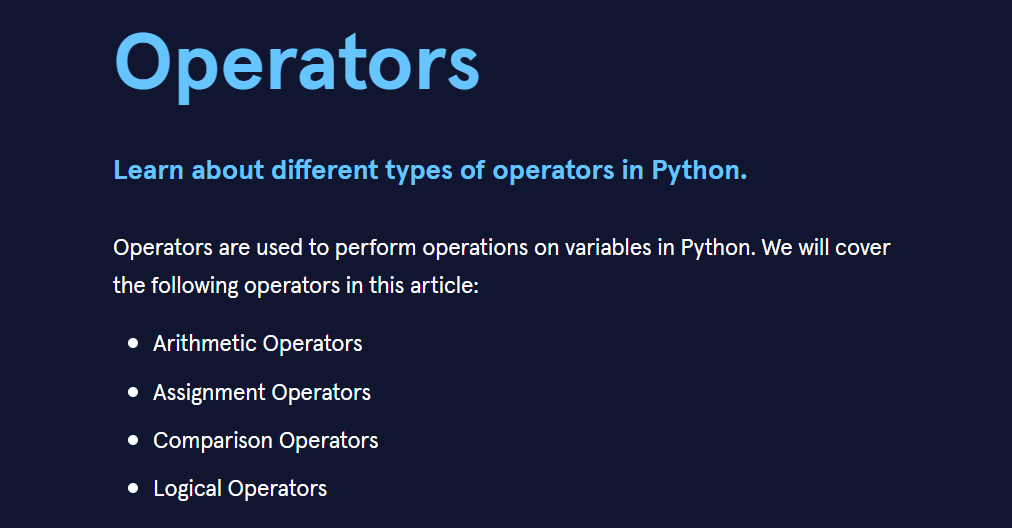 Operators
Learn about different types of operators in Python.
Operators are used to perform operations on variables in Python. We will cover
the following operators in this article:
Arithmetic Operators
Assignment Operators
Comparison Operators
Logical Operators